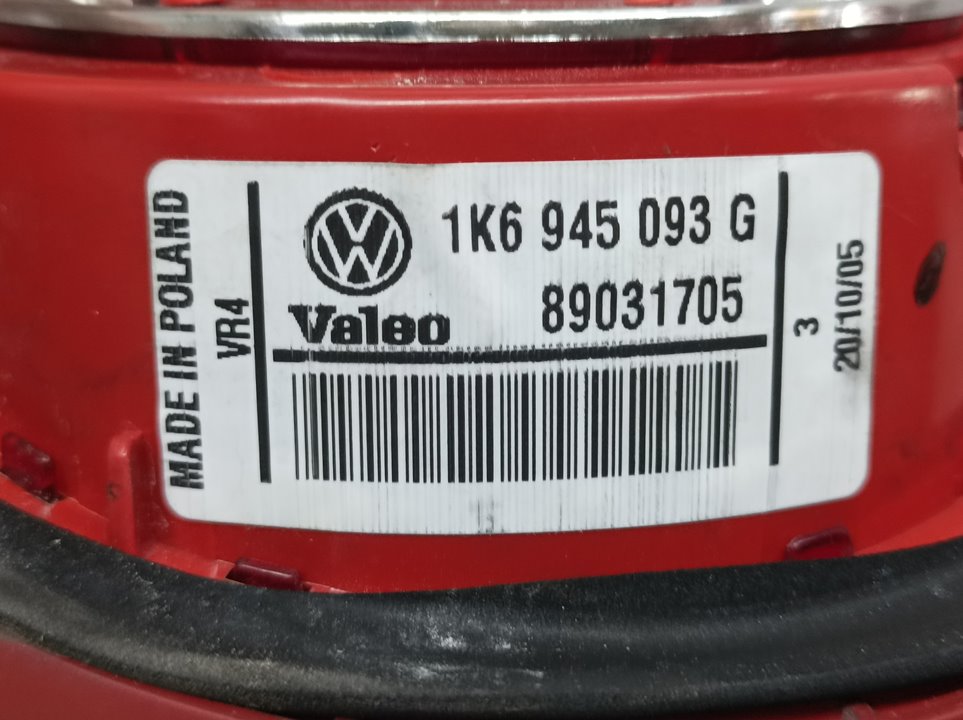 MADE IN POLAND
VR4
1K6 945 093 G
Valeo
89031705
3
20/10/05